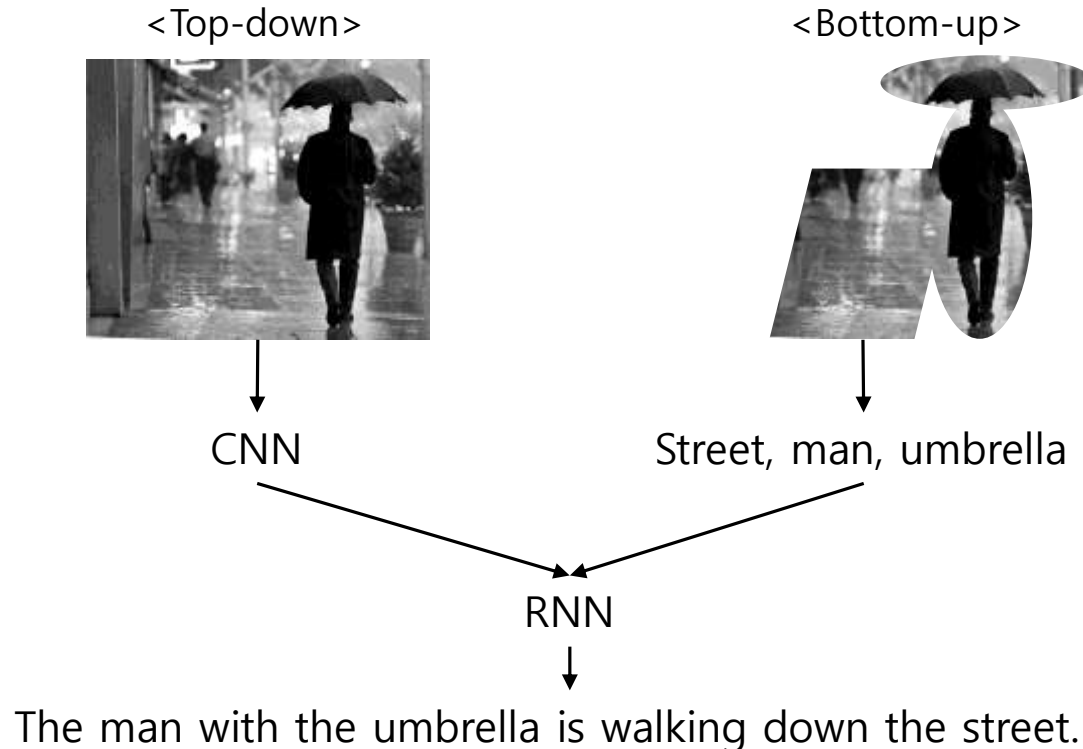 <Top-down>
<Bottom-up>
CNN
Street, man, umbrella
RNN
The man with the umbrella is walking down the street.